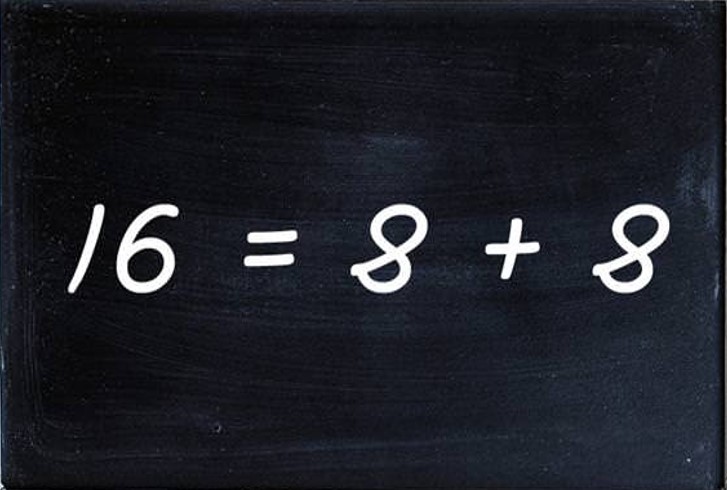 16 = 8 + 8